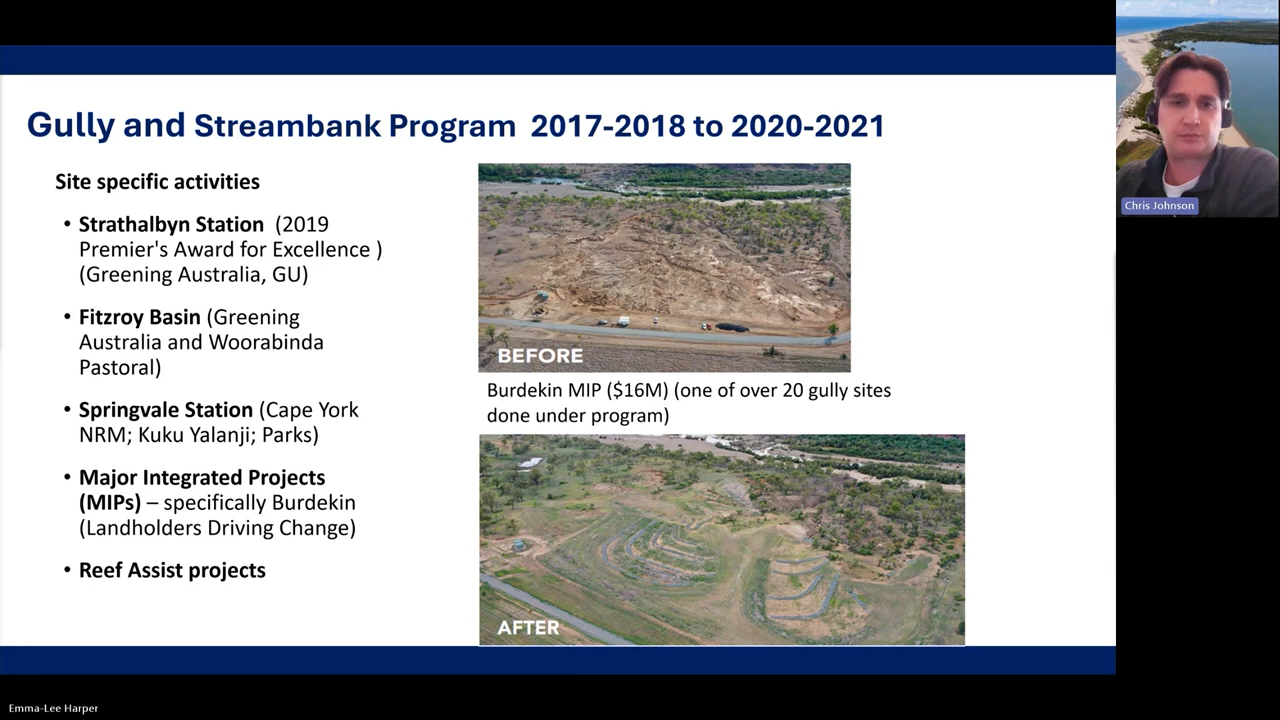 Gully and Streambank Program 2017-2018 to 2020-2021
Site specific activities
• Strathalbyn Station (2019
Premier's Award for Excellence )
(Greening Australia, GU)
• Fitzroy Basin (Greening
Australia and Woorabinda
Pastoral)
• Springvale Station (Cape York
NRM; Kuku Yalanji; Parks)
• Major Integrated Projects
(MIPs) – specifically Burdekin
(Landholders Driving Change)
• Reef Assist projects
BEFORE
Burdekin MIP ($16M) (one of over 20 gully sites
done under program)
AFTER
Chris Johnson
Emma-Lee Harper